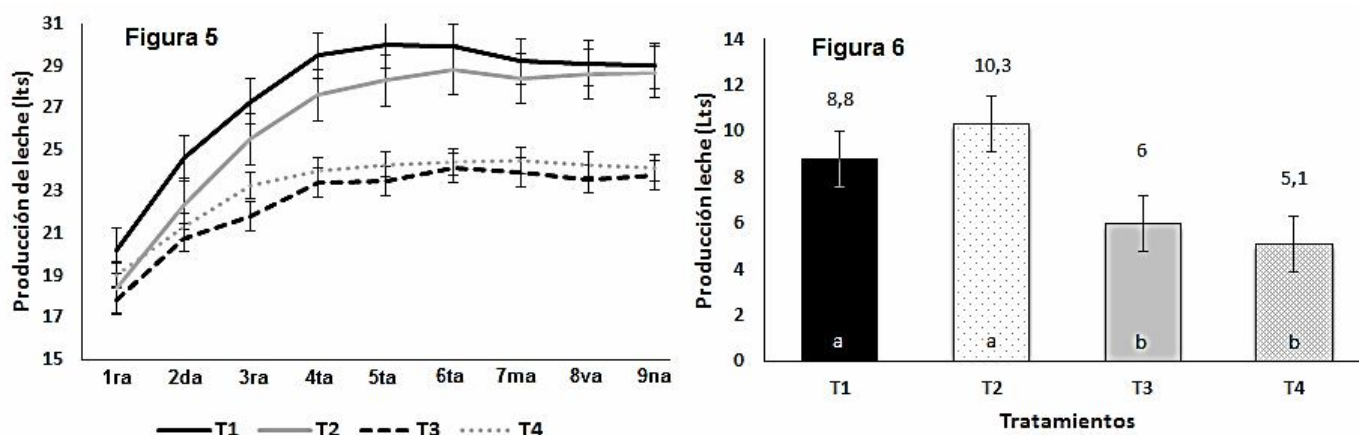 Figura 5
Producción de leche (lts)
31
29
27
25
23
21
19
17
15
1ra 2da 3ra 4ta 5ta 6ta 7ma 8va 9na
T1 T2 T3 T4
Figura 6
Producción leche (Lts)
14
12
10
8
6
4
2
0
8,8
10,3
6
5,1
a a b b
T1 T2 T3 T4
Tratamientos